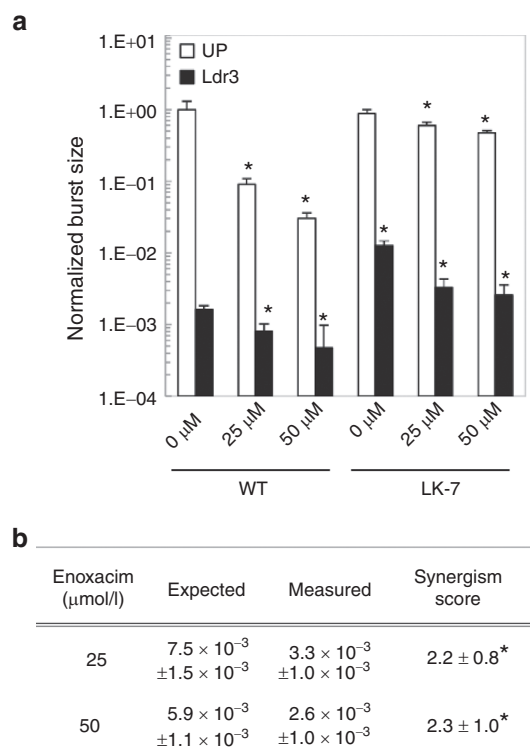 a
1.E+01
1.E+00
1.E−01
1.E−02
1.E−03
1.E−04
Normalized burst size
UP
Ldr3
* * * * * * * * *
0 μM 25 μM 50 μM 0 μM 25 μM 50 μM
WT LK-7
b
Enoxacim Expected Measured Synergism
(μmol/l) score
25 7.5 × 10−3 3.3 × 10−3 2.2 ± 0.8*
±1.5 × 10−3 ±1.0 × 10−3
50 5.9 × 10−3 2.6 × 10−3 2.3 ± 1.0*
±1.1 × 10−3 ±1.0 × 10−3